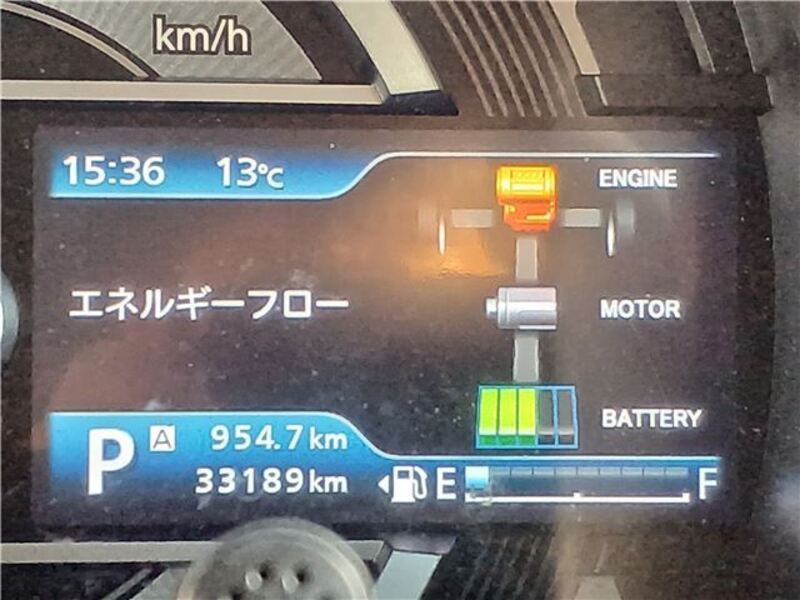 km/h
15:36 13℃
ENGINE
エネルギーフロー
MOTOR
BATTERY
P A 954.7km
33189km
E F